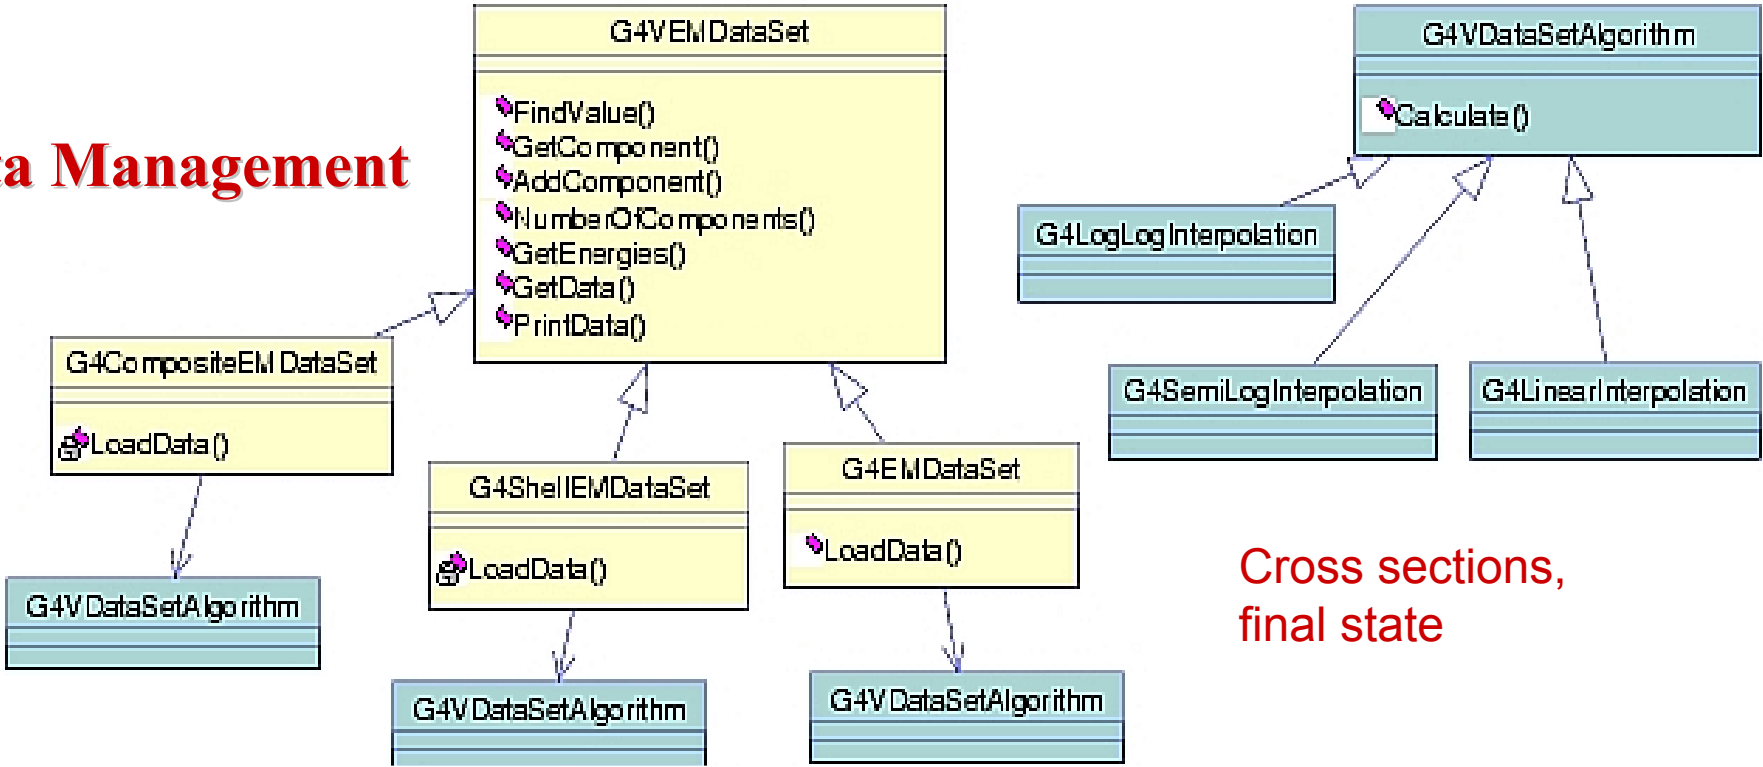 ta Management
G4VEMDataSet
FindValue()
GetComponent()
AddComponent()
NumberOfComponents()
GetEnergies()
GetData()
PrintData()
G4VDataSetAlgorithm
Calculate()
G4LogLogInterpolation
G4SemiLogInterpolation
G4LinearInterpolation
G4CompositeEMDataSet
LoadData()
G4ShellEMDataSet
LoadData()
G4EMDataSet
LoadData()
G4VDataSetAlgorithm
G4VDataSetAlgorithm
G4VDataSetAlgorithm
Cross sections,
final state